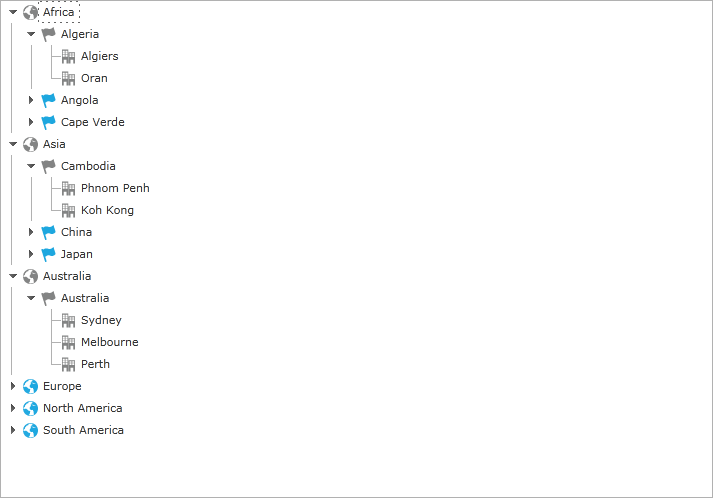 Africa
Algeria
Algiers
Oran
Angola
Cape Verde
Asia
Cambodia
Phnom Penh
Koh Kong
China
Japan
Australia
Australia
Sydney
Melbourne
Perth
Europe
North America
South America